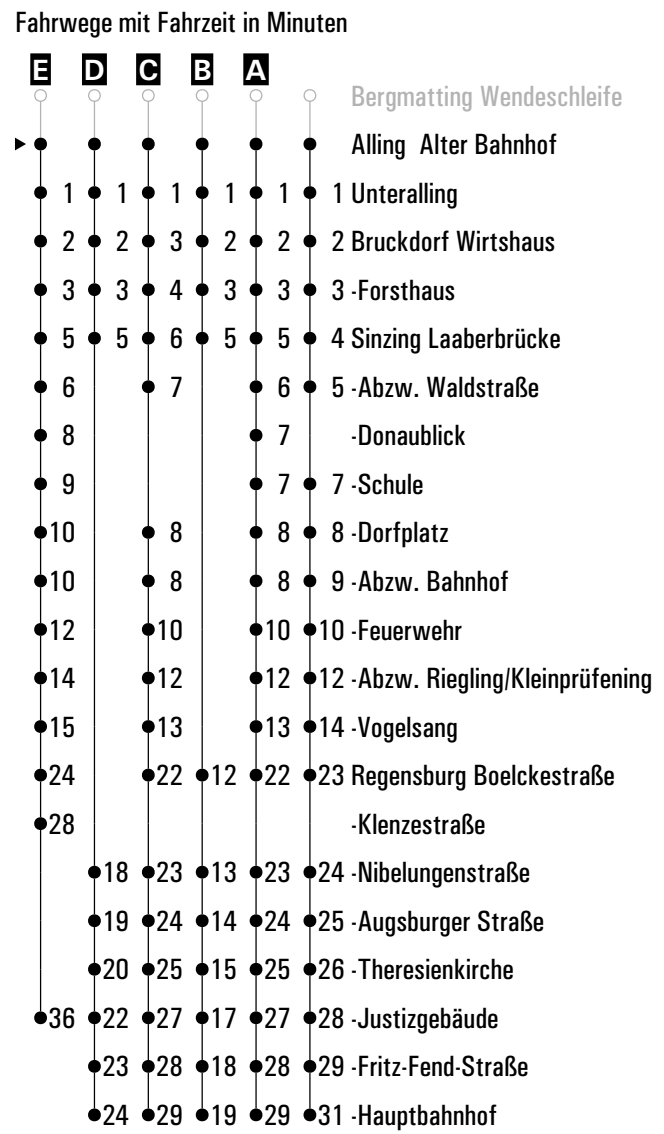 Fahrwege mit Fahrzeit in Minuten
E D C B A
Bergmatting Wendeschleife
Alling Alter Bahnhof
1 1 1 1 1 1 Unteralling
2 2 3 2 2 2 Bruckdorf Wirtshaus
3 3 4 3 3 3 -Forsthaus
5 5 6 5 5 4 Sinzing Laaberbrücke
6 7 6 5 -Abzw. Waldstraße
8 7 -Donaublick
9 7 7 -Schule
10 8 8 8 -Dorfplatz
10 8 8 9 -Abzw. Bahnhof
12 10 10 10 -Feuerwehr
14 12 12 12 -Abzw. Riegling/Kleinprüfening
15 13 13 14 -Vogelsang
24 22 12 22 23 Regensburg Boelckestraße
28 -Klenzestraße
18 23 13 23 24 -Nibelungenstraße
19 24 14 24 25 -Augsburger Straße
20 25 15 25 26 -Theresienkirche
36 22 27 17 27 28 -Justizgebäude
23 28 18 28 29 -Fritz-Fend-Straße
24 29 19 29 31 -Hauptbahnhof